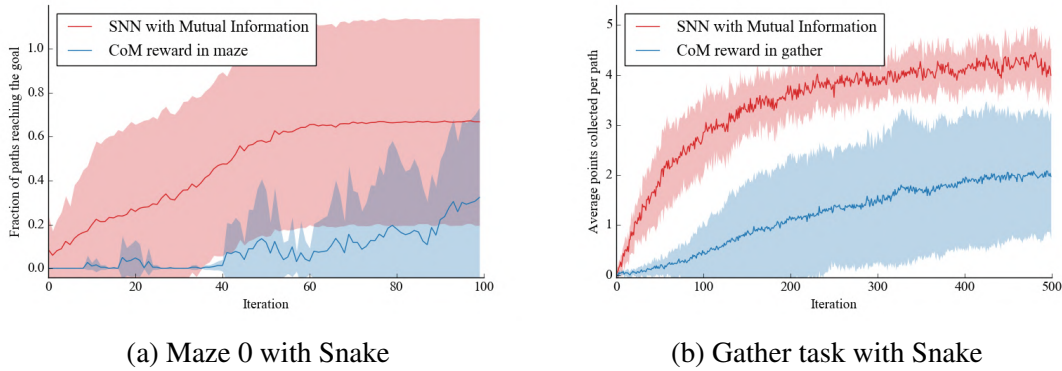 SNN with Mutual Information
CoM reward in maze
Fraction of paths reaching the goal
1.0
0.8
0.6
0.4
0.2
0.0
0
20
40
60
80
100
Iteration
(a) Maze 0 with Snake
SNN with Mutual Information
CoM reward in gather
Average points collected per path
5
4
3
2
1
0
0
100
200
300
400
500
Iteration
(b) Gather task with Snake